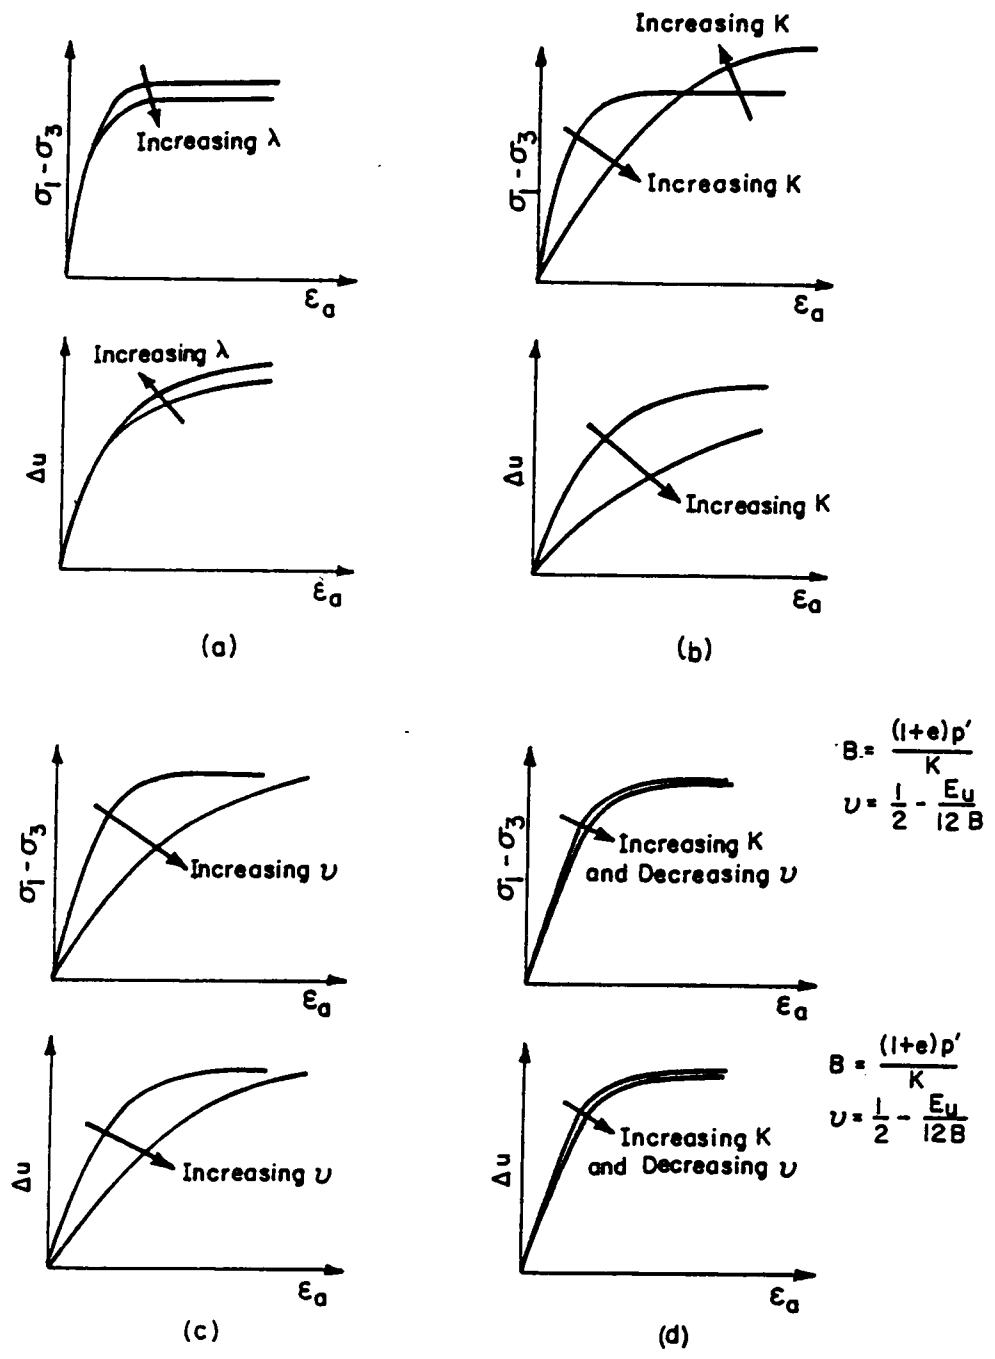 σ₁ - σ₃
Increasing λ
εₐ
Increasing K
σ₁ - σ₃
Increasing K
εₐ
Δu
Increasing λ
εₐ
(a)
Δu
Increasing K
εₐ
(b)
σ₁ - σ₃
Increasing υ
εₐ
σ₁ - σ₃
Increasing K
and Decreasing υ
εₐ
B = (1+e)p′ / K
υ = 1/2 - Eu / 12B
Δu
Increasing υ
εₐ
(c)
Δu
Increasing K
and Decreasing υ
εₐ
(d)
B = (1+e)p′ / K
υ = 1/2 - Eu / 12B